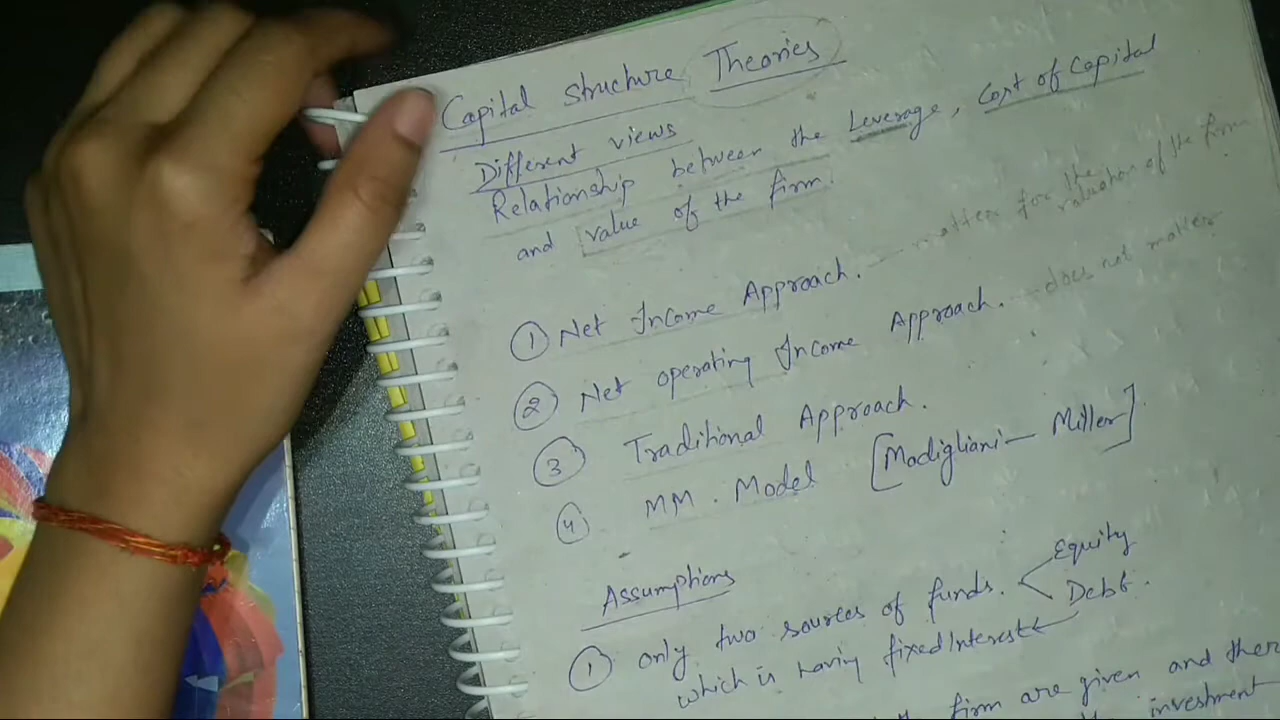 Capital Structure Theories
Different views
Relationship between the Leverage, Cost of Capital
and value of the firm.
① Net Income Approach. — matter for the valuation of the firm
② Net operating Income Approach. — does not matter
③ Traditional Approach.
④ MM. Model [Modigliani – Miller]
Assumptions
① Only two sources of funds. < Equity
Debt.
which is having fixed Interest ←
firm are given and there
investment